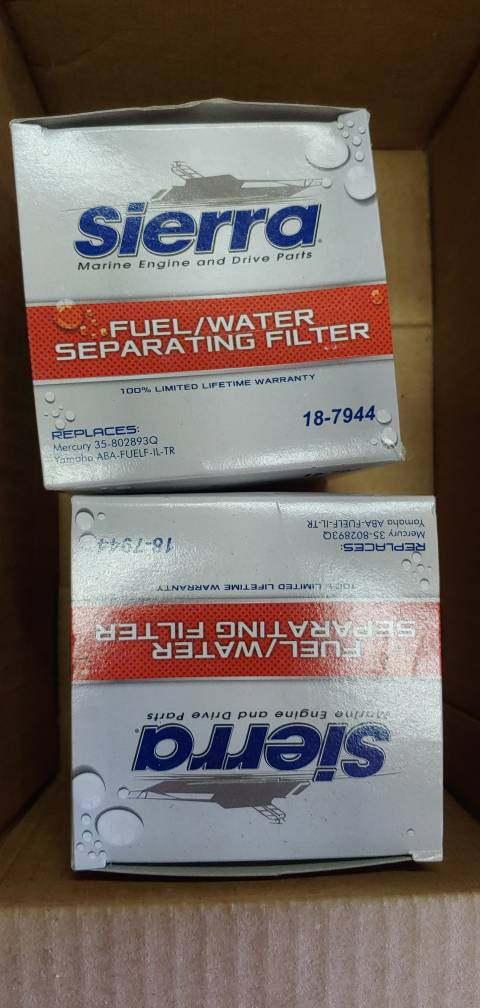 Sierra
Marine Engine and Drive Parts
FUEL/WATER
SEPARATING FILTER
100% LIMITED LIFETIME WARRANTY
18-7944
REPLACES:
Mercury 35-802893Q
Yamaha ABA-FUELF-IL-TR
Sierra
Marine Engine and Drive Parts
FUEL/WATER
SEPARATING FILTER
100% LIMITED LIFETIME WARRANTY
18-7944
REPLACES:
Mercury 35-802893Q
Yamaha ABA-FUELF-IL-TR